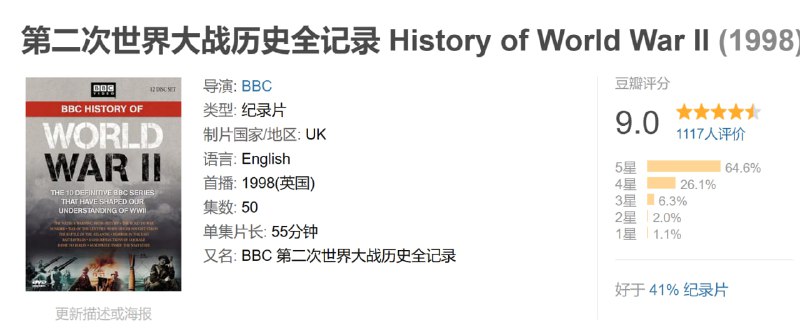 第二次世界大战历史全记录 History of World War II (1998)
BBC
VIDEO
12 DISC SET
BBC HISTORY OF
WORLD
WAR II
THE 10 DEFINITIVE BBC SERIES
THAT HAVE SHAPED OUR
UNDERSTANDING OF WWII
DVD
更新描述或海报
导演: BBC
类型: 纪录片
制片国家/地区: UK
语言: English
首播: 1998(英国)
集数: 50
单集片长: 55分钟
又名: BBC 第二次世界大战历史全记录
豆瓣评分
9.0
1117人评价
5星 64.6%
4星 26.1%
3星 6.3%
2星 2.0%
1星 1.1%
好于 41% 纪录片